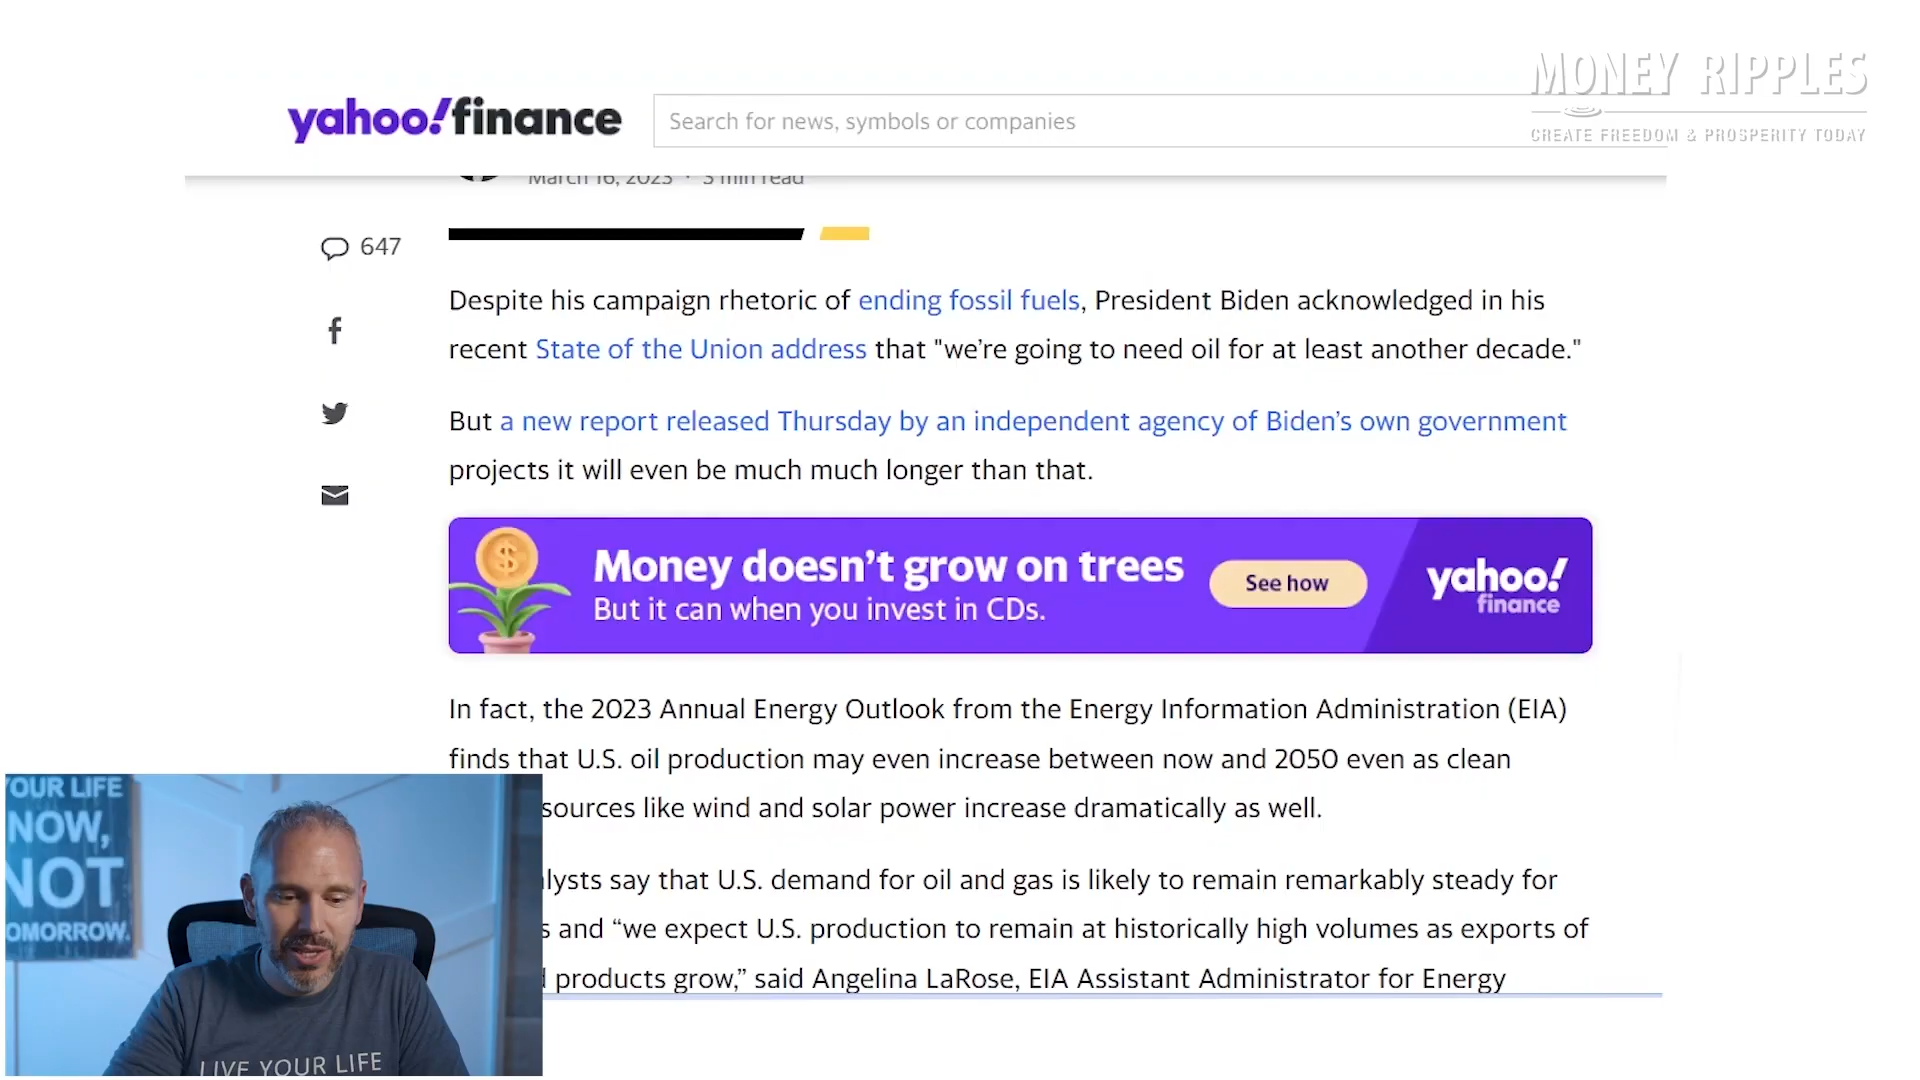 MONEY RIPPLES
CREATE FREEDOM & PROSPERITY TODAY
yahoo!finance
Search for news, symbols or companies
March 16, 2023 · 3 min read
647
Despite his campaign rhetoric of ending fossil fuels, President Biden acknowledged in his
recent State of the Union address that "we're going to need oil for at least another decade."
But a new report released Thursday by an independent agency of Biden's own government
projects it will even be much much longer than that.
Money doesn't grow on trees
But it can when you invest in CDs.
See how
yahoo!
finance
In fact, the 2023 Annual Energy Outlook from the Energy Information Administration (EIA)
finds that U.S. oil production may even increase between now and 2050 even as clean
sources like wind and solar power increase dramatically as well.
lysts say that U.S. demand for oil and gas is likely to remain remarkably steady for
s and “we expect U.S. production to remain at historically high volumes as exports of
d products grow,” said Angelina LaRose, EIA Assistant Administrator for Energy
OUR LIFE
NOW,
NOT
OMORROW.
LIVE YOUR LIFE